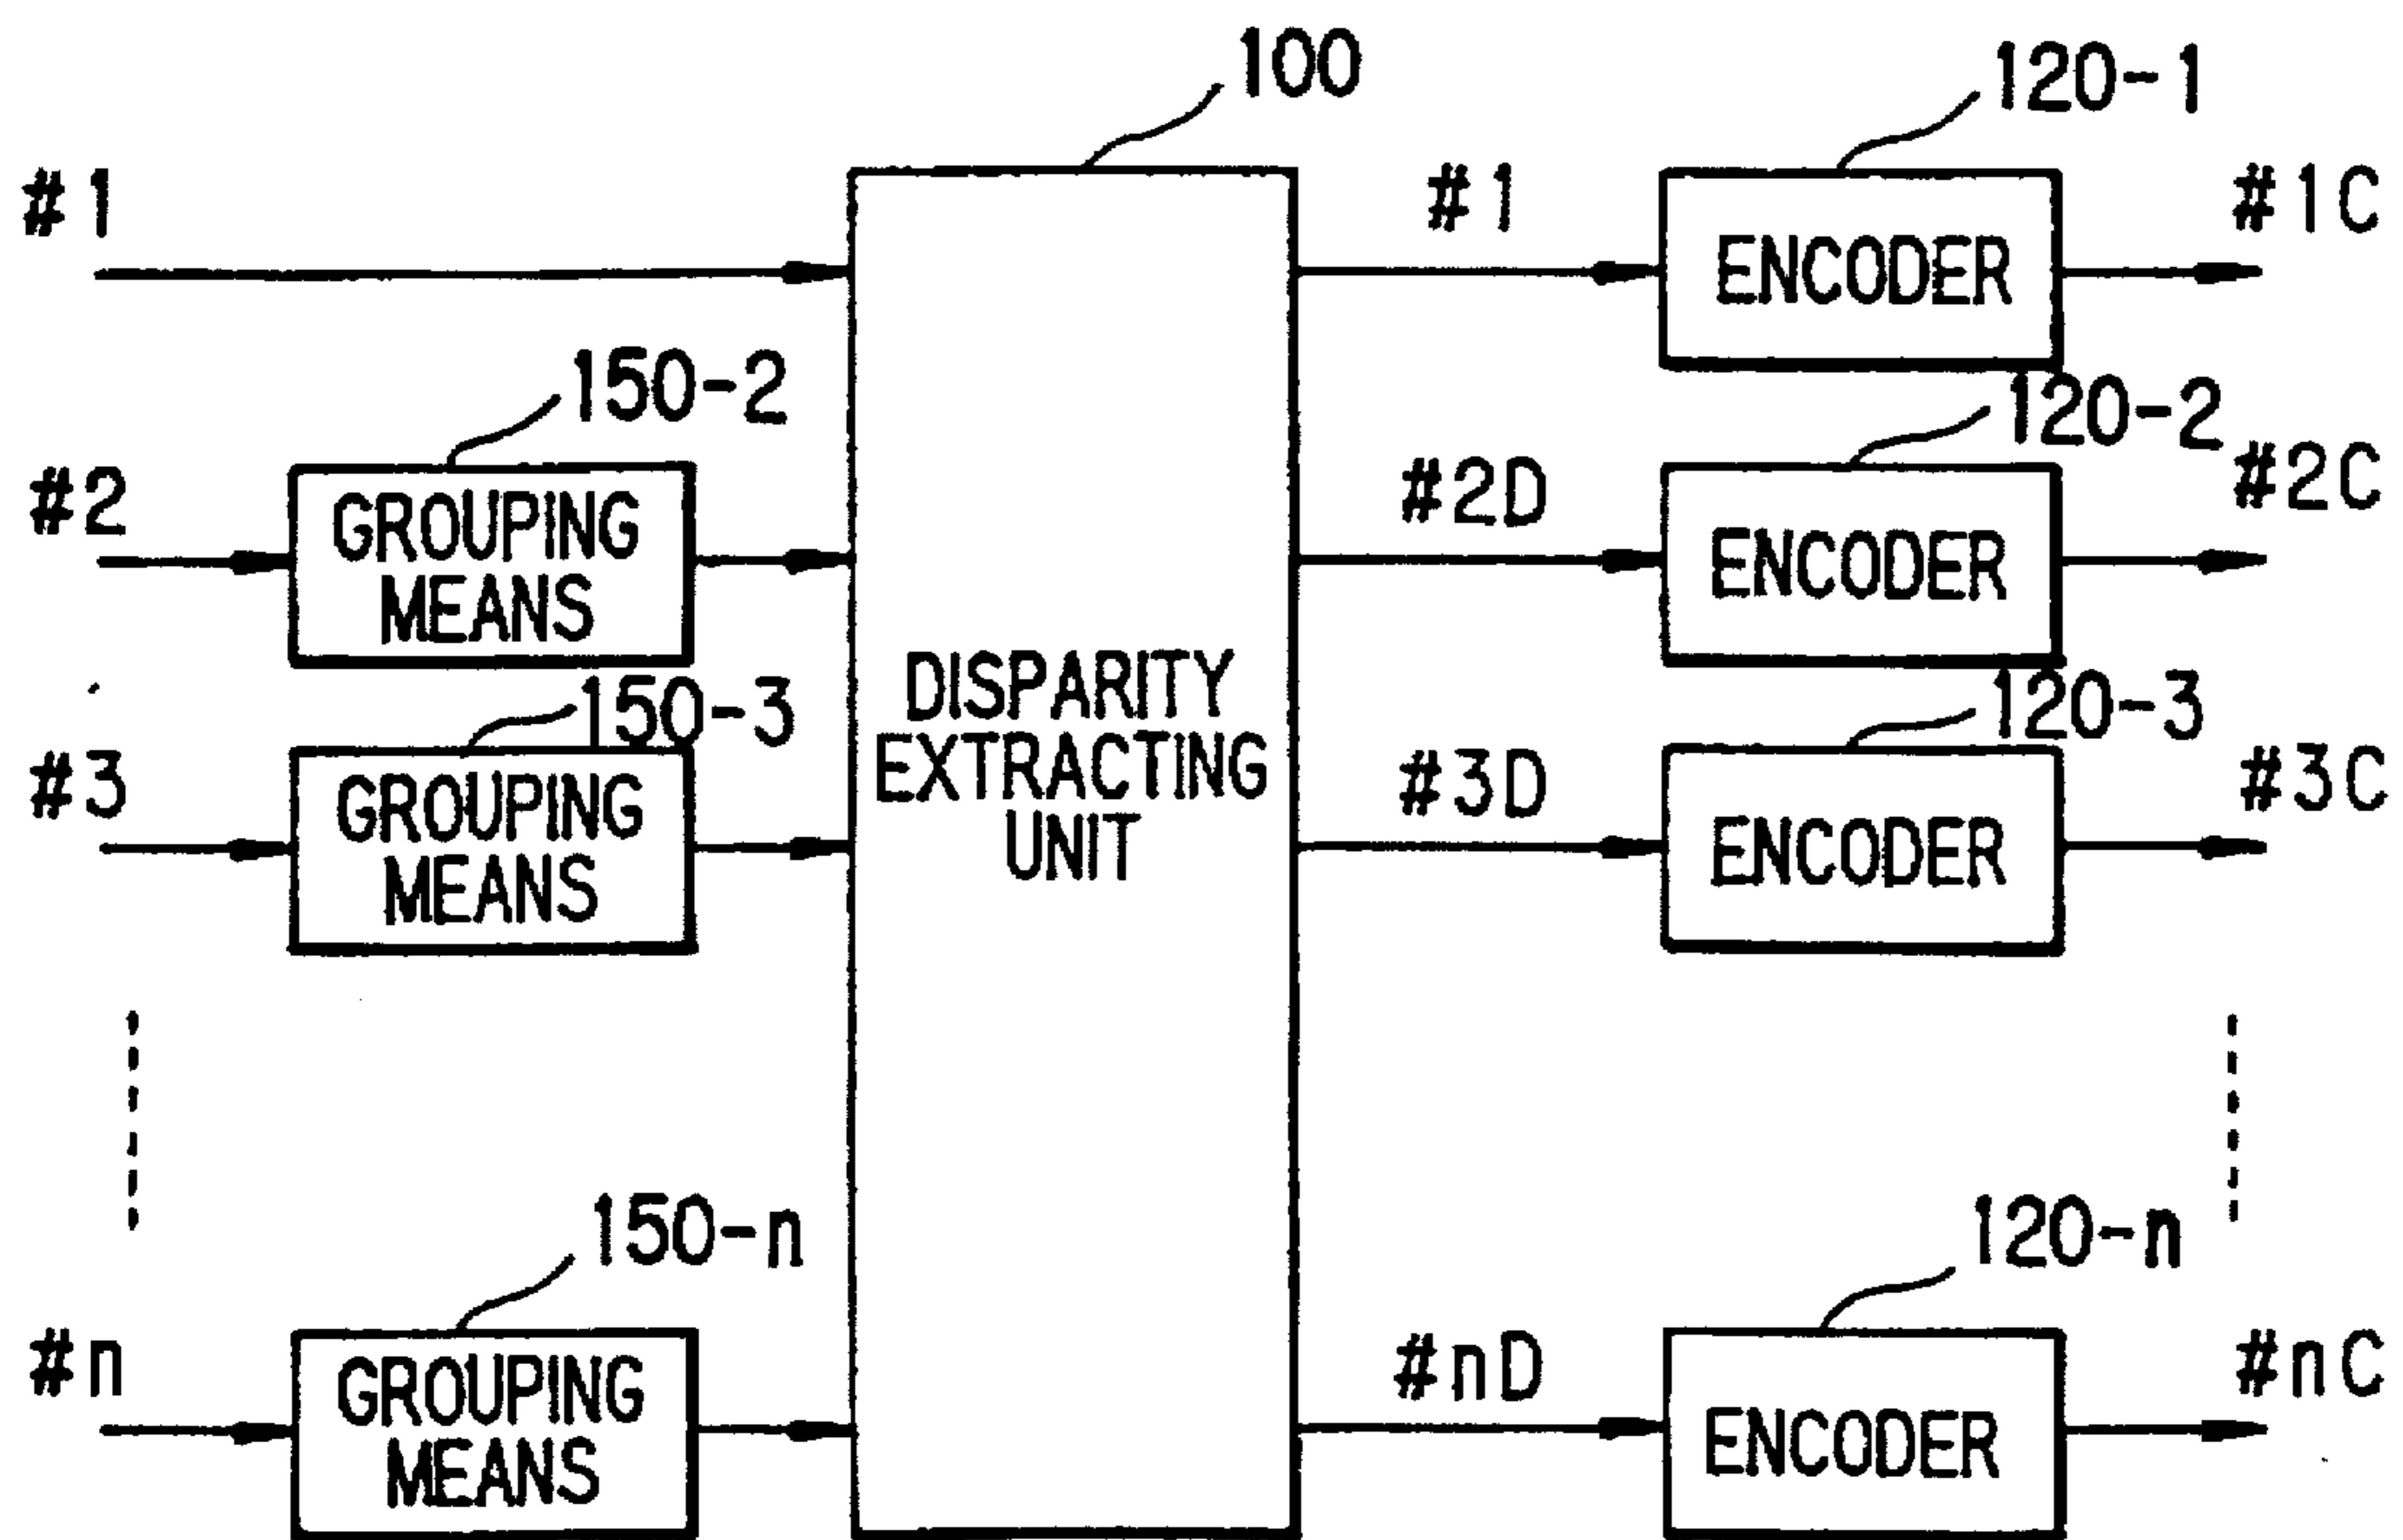 100
120-1
#1
#1
#1C
ENCODER
150-2
120-2
#2
#2D
#2C
GROUPING
MEANS
ENCODER
150-3
120-3
#3
#3D
#3C
DISPARITY
EXTRACTING
UNIT
GROUPING
MEANS
ENCODER
150-n
120-n
#n
#nD
#nC
GROUPING
MEANS
ENCODER